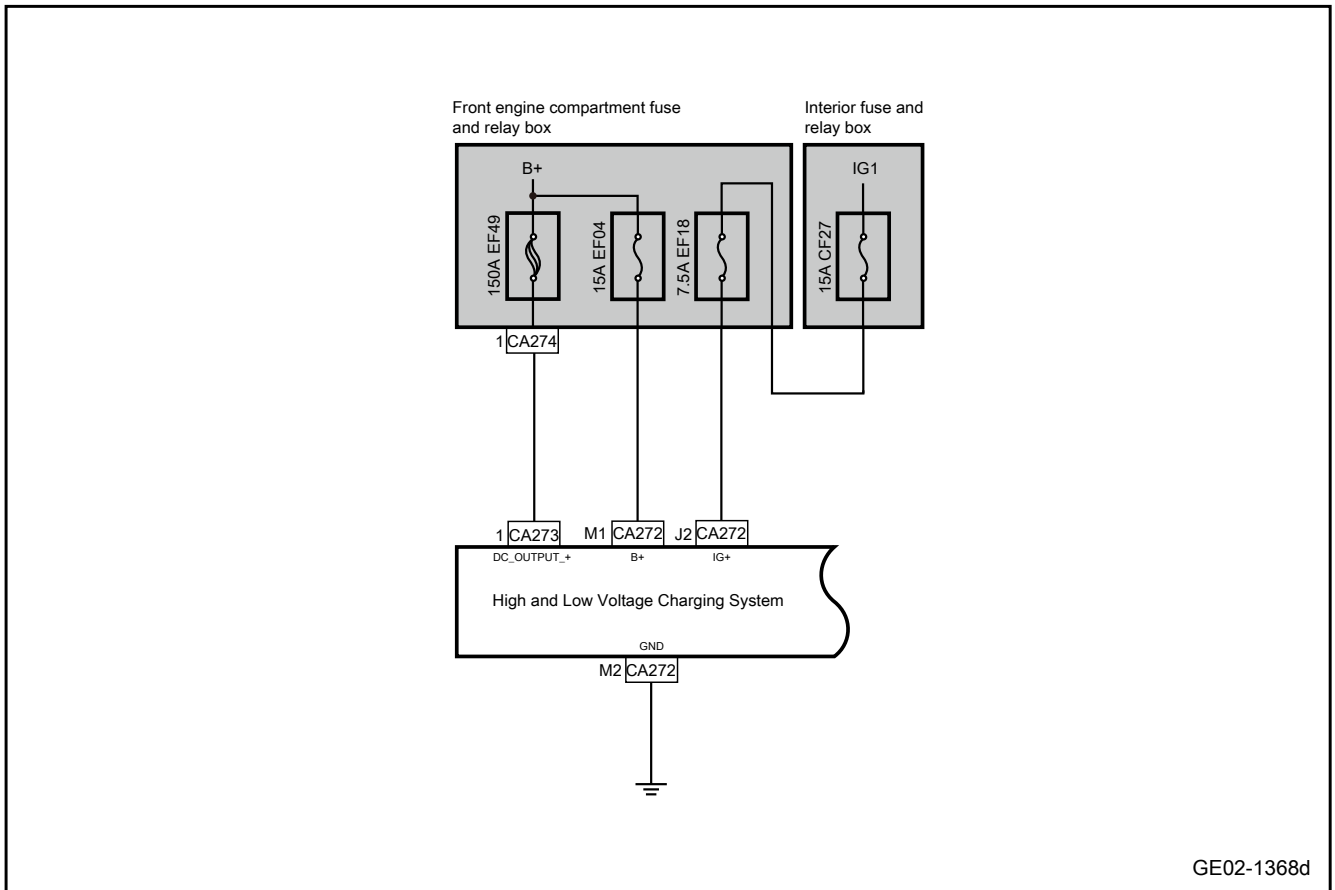 Front engine compartment fuse
and relay box
Interior fuse and
relay box
B+
IG1
150A EF49
15A EF04
7.5A EF18
15A CF27
1 CA274
1 CA273
M1 CA272
J2 CA272
DC_OUTPUT_+
B+
IG+
High and Low Voltage Charging System
GND
M2 CA272
GE02-1368d